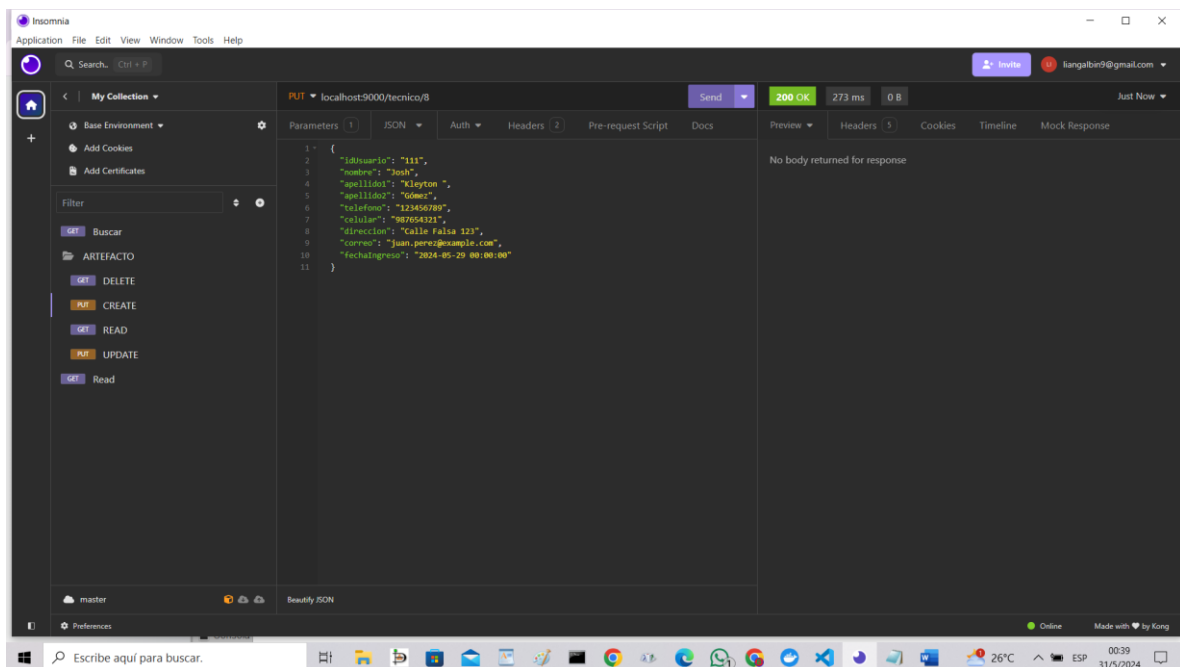 Insomnia
Application File Edit View Window Tools Help
Search.. Ctrl + P
Invite
liangalbin9@gmail.com
My Collection
PUT localhost:9000/tecnico/8
Send
200 OK 273 ms 0 B
Just Now
Base Environment
Parameters 1 JSON Auth Headers 2 Pre-request Script Docs
Preview Headers 5 Cookies Timeline Mock Response
Add Cookies
Add Certificates
Filter
GET Buscar
ARTEFACTO
GET DELETE
PUT CREATE
GET READ
PUT UPDATE
GET Read
1 {
2 "idUsuario": "111",
3 "nombre": "Josh",
4 "apellido1": "Kleyton ",
5 "apellido2": "Gómez",
6 "telefono": "123456789",
7 "celular": "987654321",
8 "direccion": "Calle Falsa 123",
9 "correo": "juan.perez@example.com",
10 "fechaIngreso": "2024-05-29 00:00:00"
11 }
No body returned for response
master
Beautify JSON
Preferences
Online
Made with ♥ by Kong
Escribe aquí para buscar.
26°C
ESP
00:39
31/5/2024